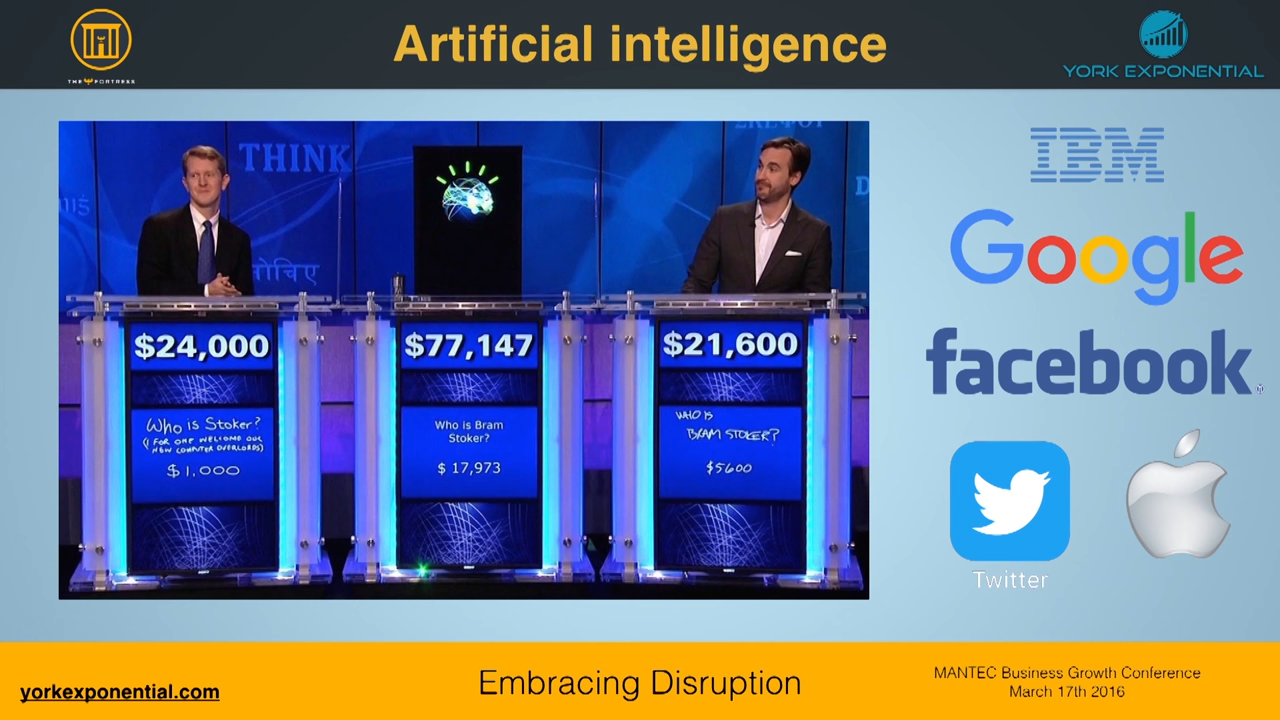 Artificial intelligence
THE FORTRESS
YORK EXPONENTIAL
THINK
$24,000
Who is Stoker?
(I FOR ONE WELCOME OUR
NEW COMPUTER OVERLORDS)
$1,000
$77,147
Who is Bram
Stoker?
$ 17,973
$21,600
WHO IS
BRAM STOKER?
$5600
IBM
Google
facebook
Twitter
yorkexponential.com
Embracing Disruption
MANTEC Business Growth Conference
March 17th 2016